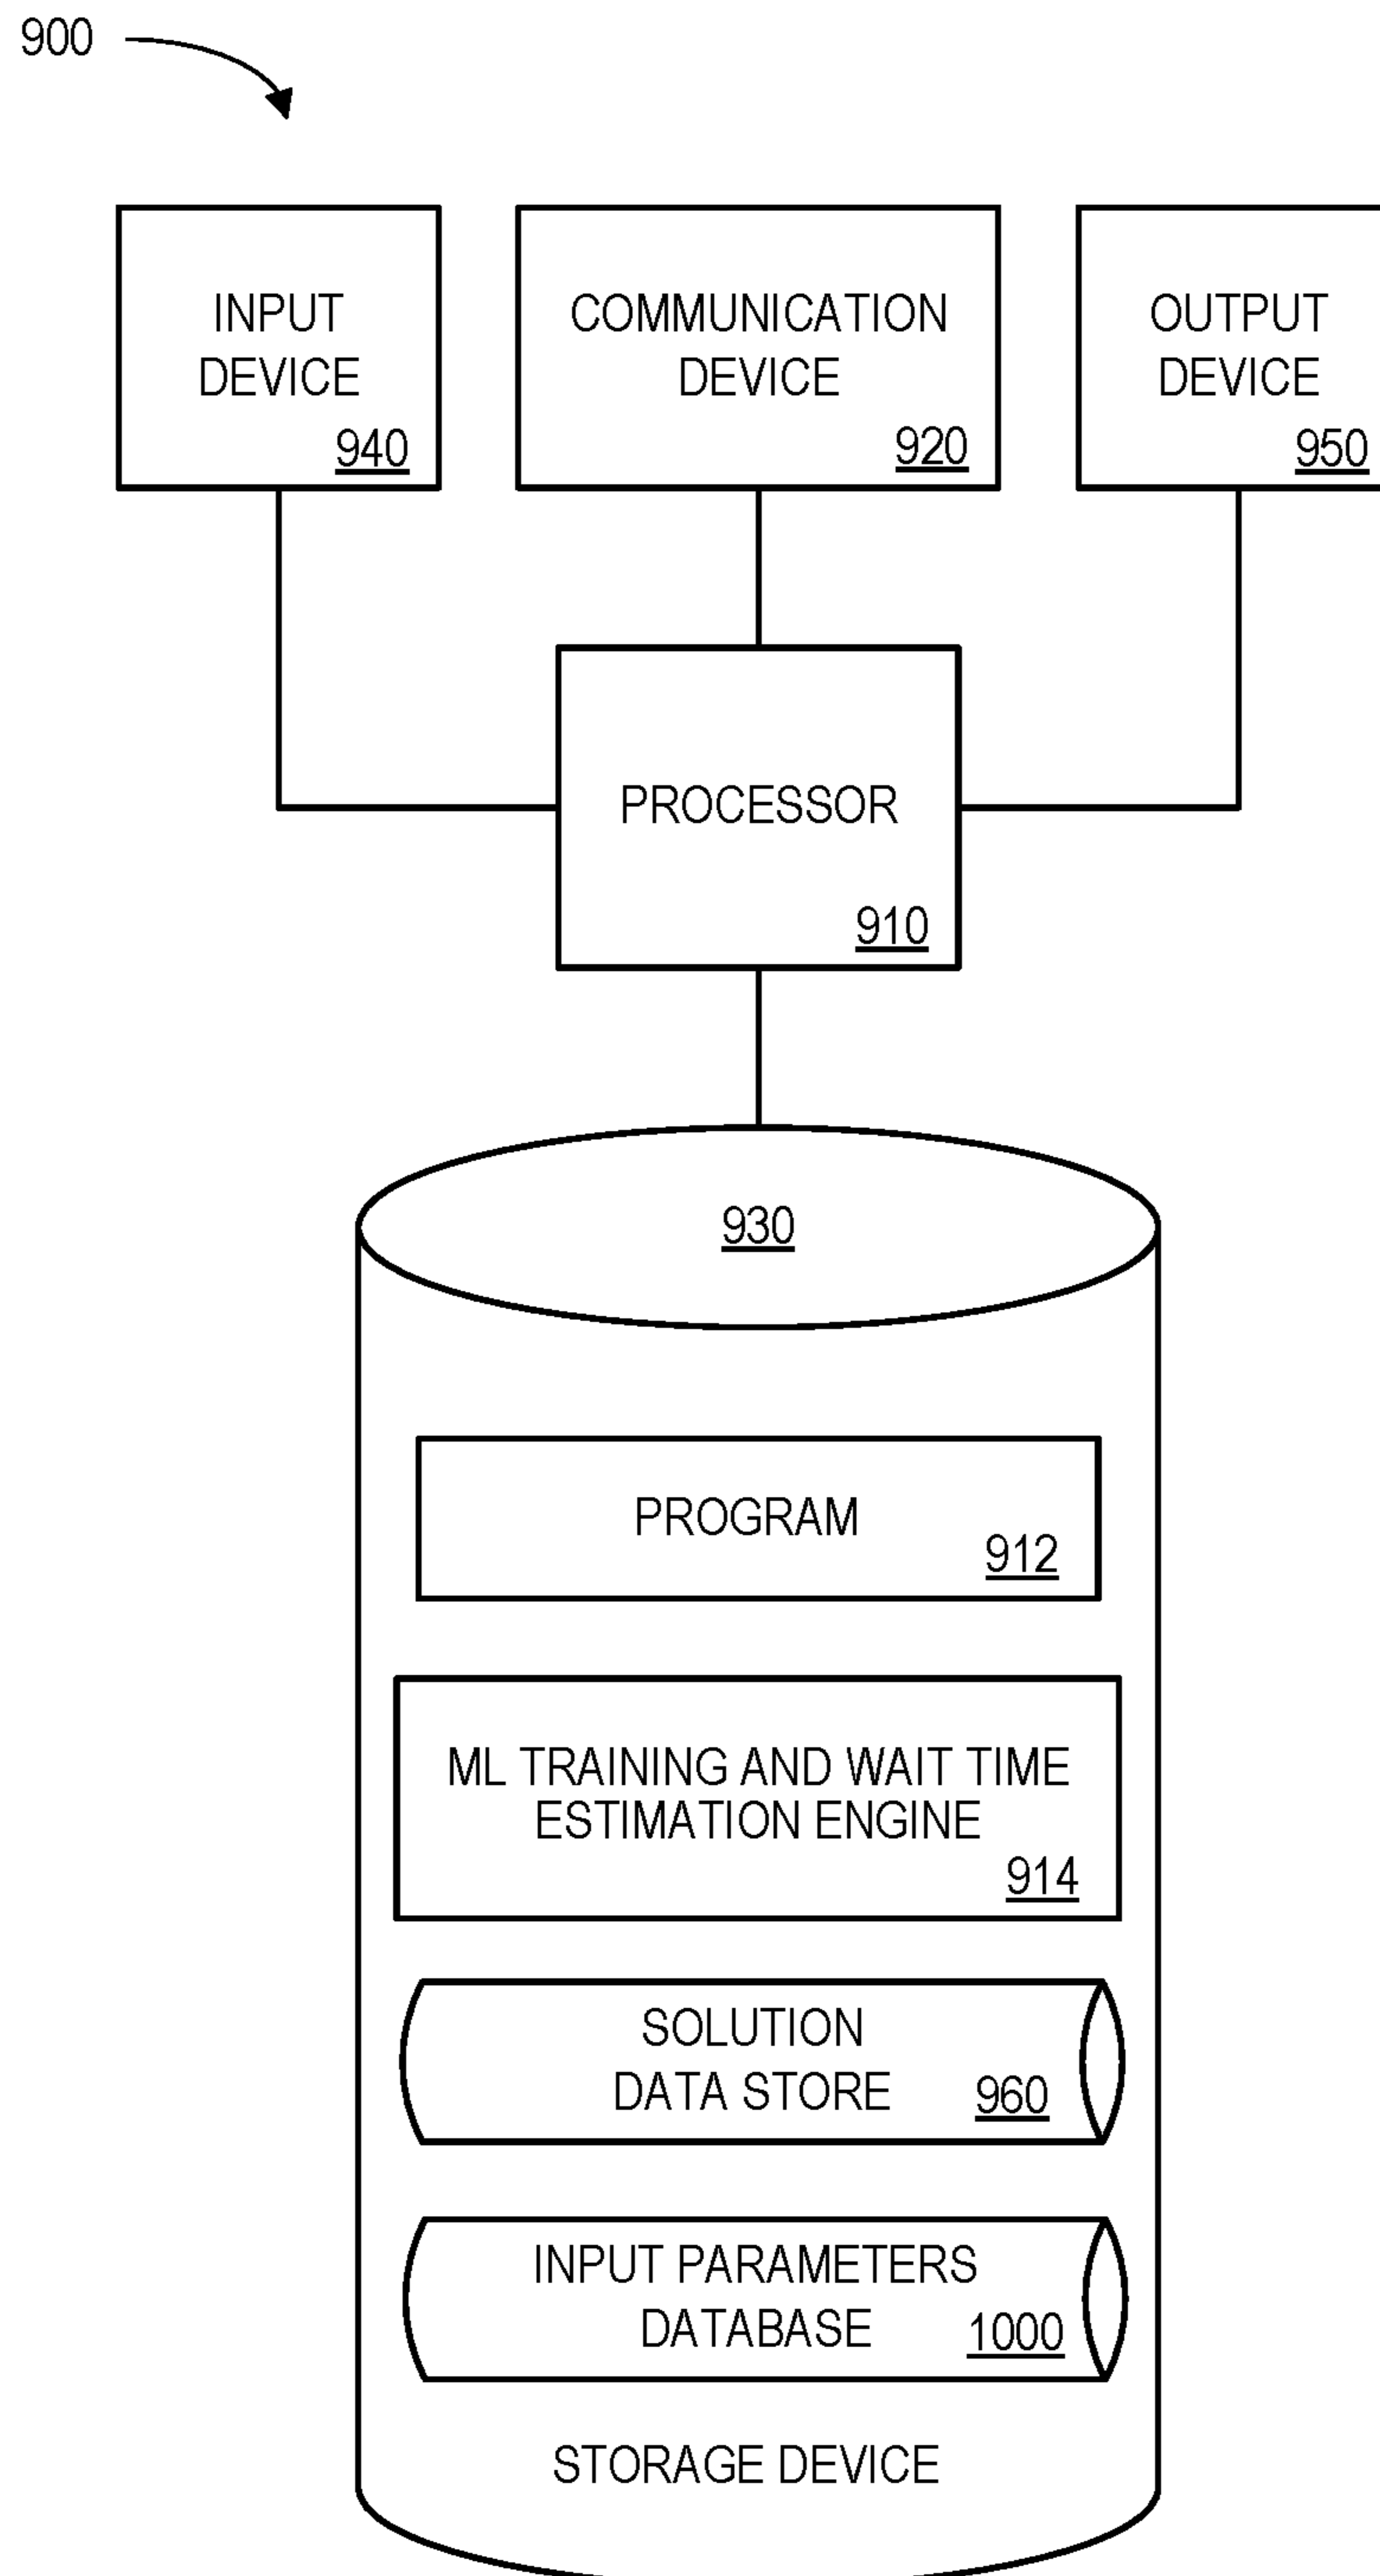 900
INPUT
DEVICE
940
COMMUNICATION
DEVICE
920
OUTPUT
DEVICE
950
PROCESSOR
910
930
PROGRAM
912
ML TRAINING AND WAIT TIME
ESTIMATION ENGINE
914
SOLUTION
DATA STORE
960
INPUT PARAMETERS
DATABASE
1000
STORAGE DEVICE